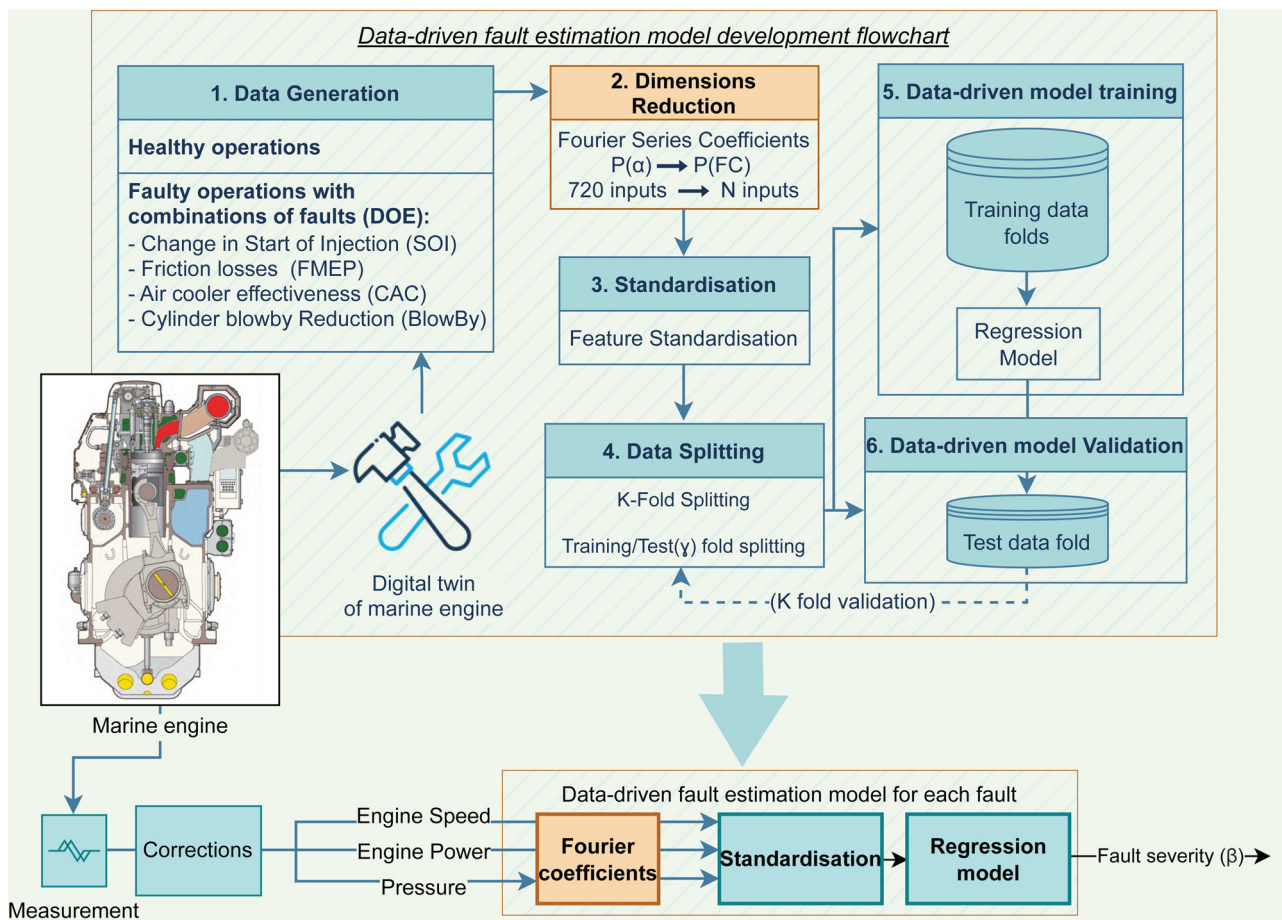 Data-driven fault estimation model development flowchart
1. Data Generation
Healthy operations
Faulty operations with
combinations of faults (DOE):
- Change in Start of Injection (SOI)
- Friction losses (FMEP)
- Air cooler effectiveness (CAC)
- Cylinder blowby Reduction (BlowBy)
2. Dimensions
Reduction
Fourier Series Coefficients
P(α) → P(FC)
720 inputs → N inputs
3. Standardisation
Feature Standardisation
4. Data Splitting
K-Fold Splitting
Training/Test(γ) fold splitting
5. Data-driven model training
Training data
folds
Regression
Model
6. Data-driven model Validation
Test data fold
(K fold validation)
Digital twin
of marine engine
Marine engine
Measurement
Corrections
Engine Speed
Engine Power
Pressure
Data-driven fault estimation model for each fault
Fourier
coefficients
Standardisation
Regression
model
Fault severity (β)